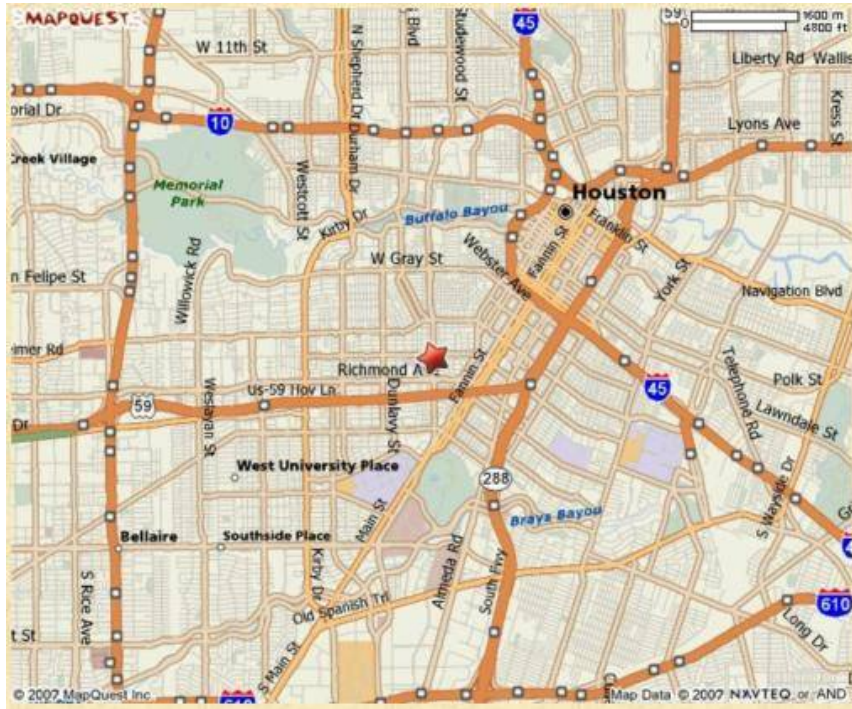 MAPQUEST
45
59
1600 m
0
4800 ft
W 11th St
N Shepherd Dr
Durham Dr
Blvd
Studewood St
Liberty Rd
Wallis
Kress St
orial Dr
10
Lyons Ave
Creek Village
Memorial
Park
Westcott St
Houston
Kirby Dr
Buffalo Bayou
Franklin St
Willowick Rd
W Gray St
Webster Ave
Fannin St
York St
n Felipe St
Navigation Blvd
eimer Rd
Richmond A
Fannin St
Telephone Rd
Polk St
Us-59 Hov Ln
45
59
Weslayan St
Dunlavy St
Lawndale St
Dr
West University Place
288
S Wayside Dr
Brays Bayou
Main St
Bellaire
Southside Place
4
S Rice Ave
Kirby Dr
Almeda Rd
South Fwy
610
Old Spanish Trl
Long Dr
t St
S Main St
© 2007 MapQuest Inc.
610
Map Data © 2007 NAVTEQ or AND